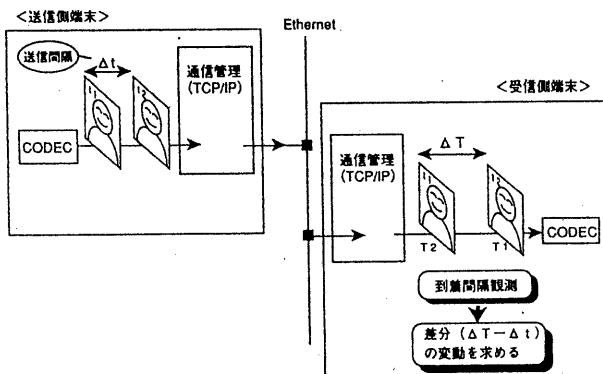 <送信側端末>
Ethernet
送信間隔
Δt
通信管理
(TCP/IP)
CODEC
<受信側端末>
通信管理
(TCP/IP)
ΔT
CODEC
T2
T1
到着間隔観測
差分(ΔT-Δt)
の変動を求める